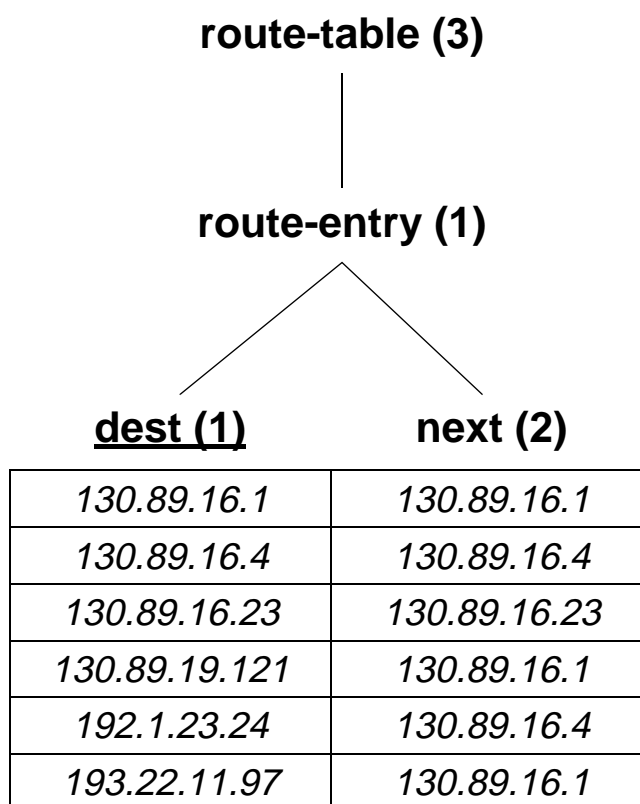 route-table (3)
route-entry (1)
dest (1) next (2)
130.89.16.1 130.89.16.1
130.89.16.4 130.89.16.4
130.89.16.23 130.89.16.23
130.89.19.121 130.89.16.1
192.1.23.24 130.89.16.4
193.22.11.97 130.89.16.1